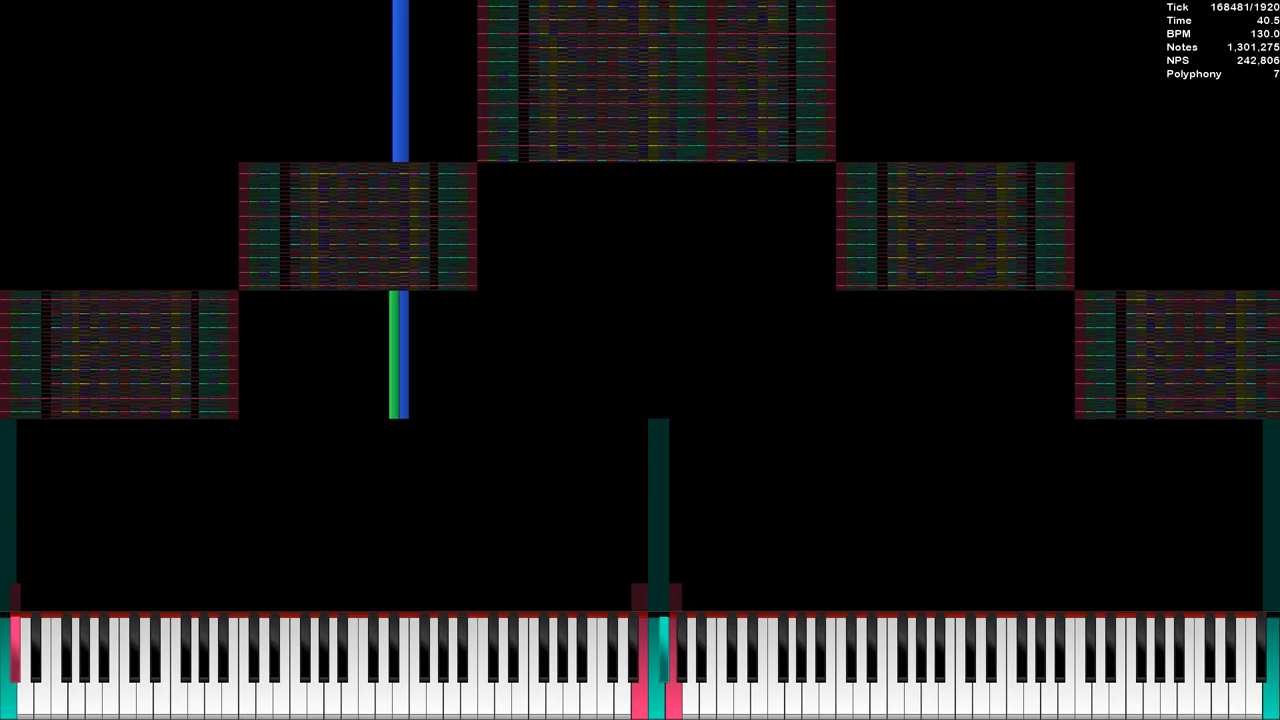 Tick 168481/1920
Time 40.5
BPM 130.0
Notes 1,301,275
NPS 242,806
Polyphony 7